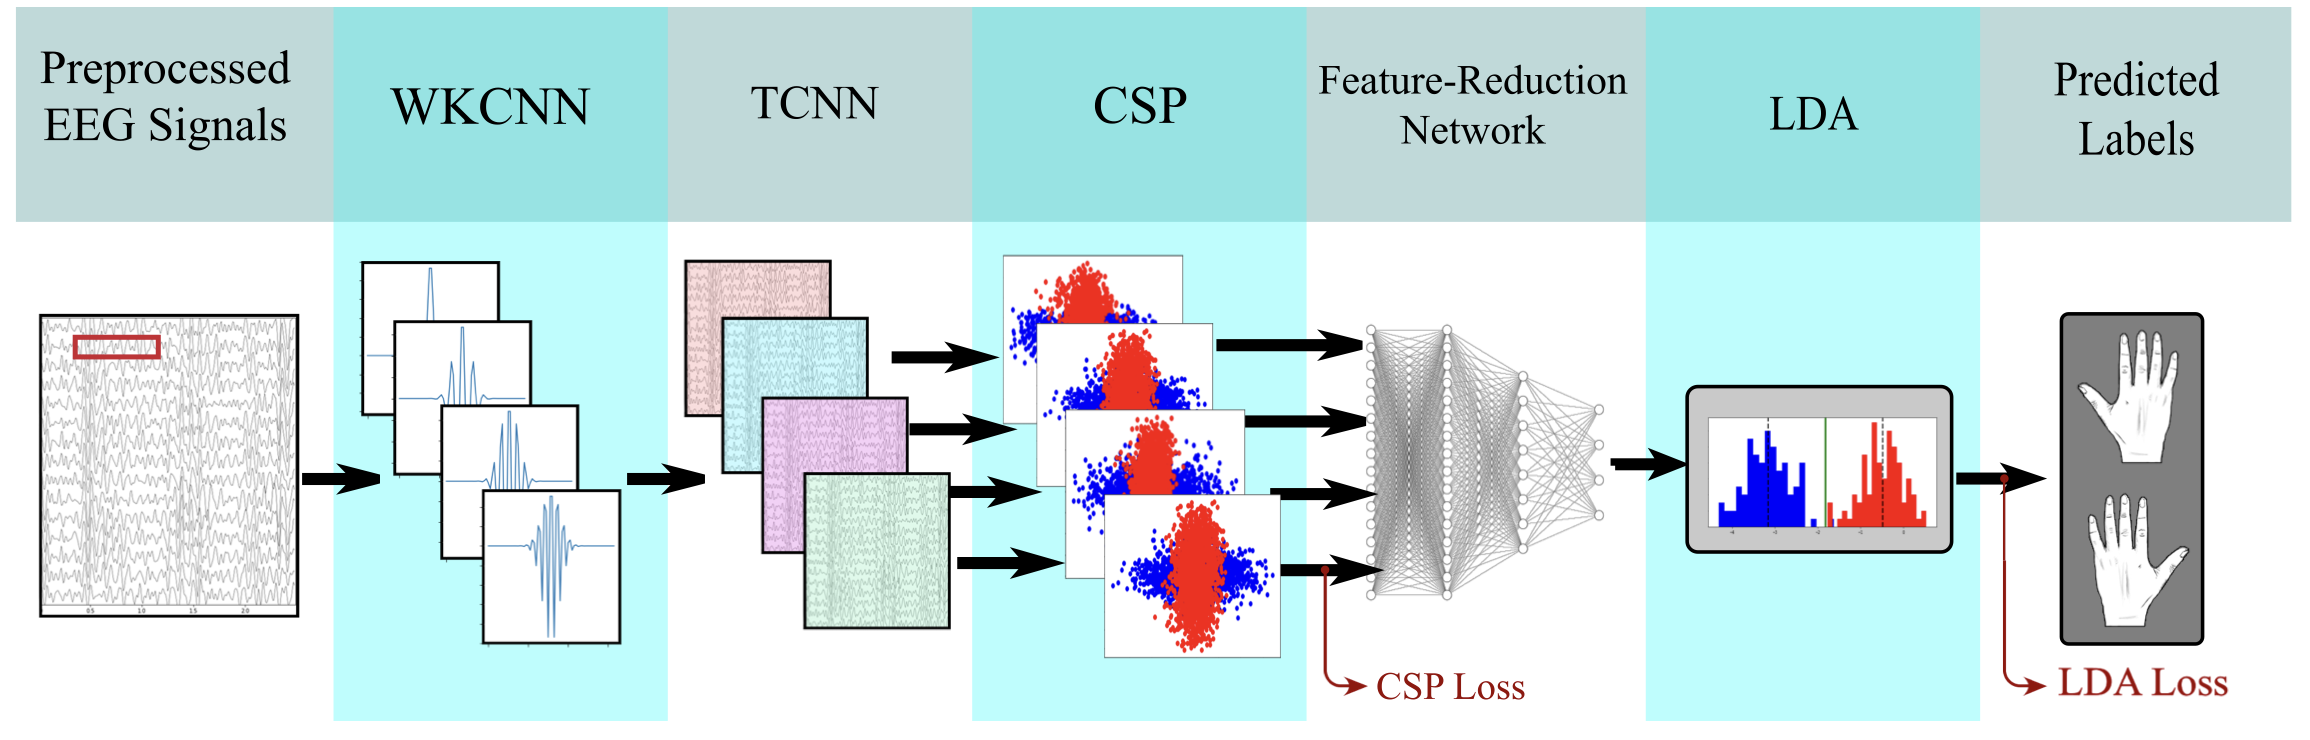 Preprocessed
EEG Signals
WKCNN
TCNN
CSP
Feature-Reduction
Network
LDA
Predicted
Labels
CSP Loss
LDA Loss